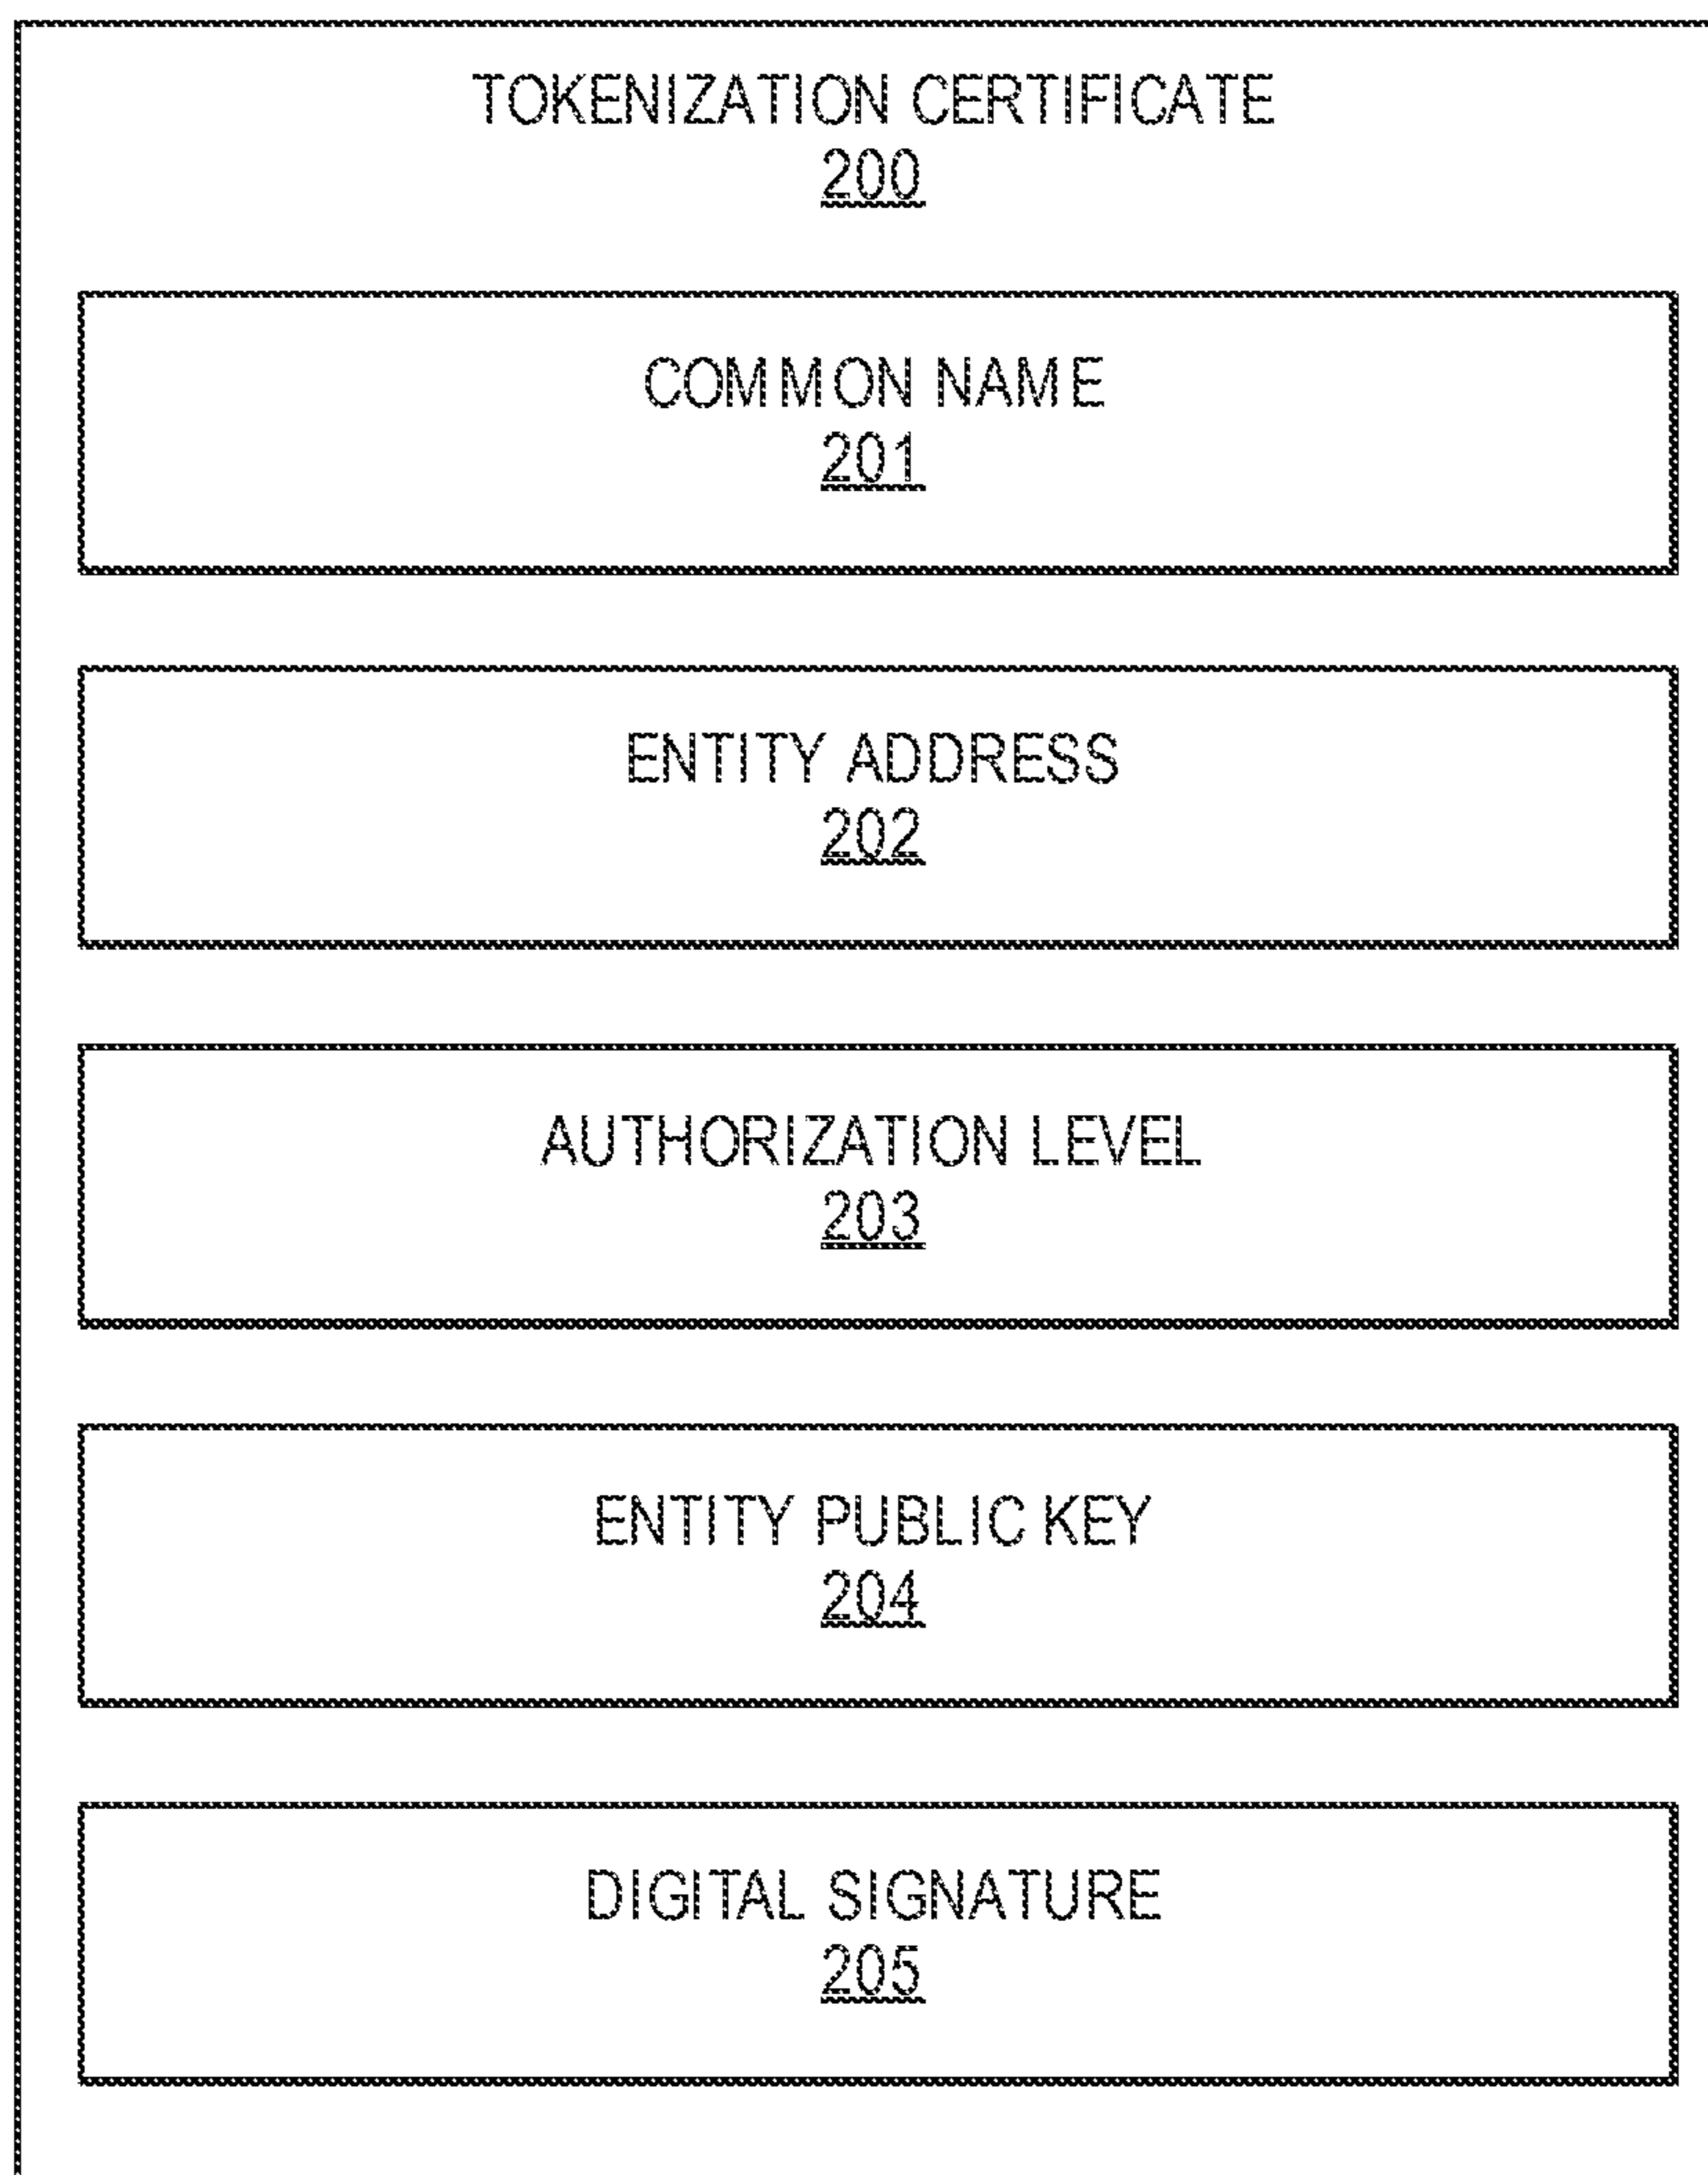 TOKENIZATION CERTIFICATE
200
COMMON NAME
201
ENTITY ADDRESS
202
AUTHORIZATION LEVEL
203
ENTITY PUBLIC KEY
204
DIGITAL SIGNATURE
205